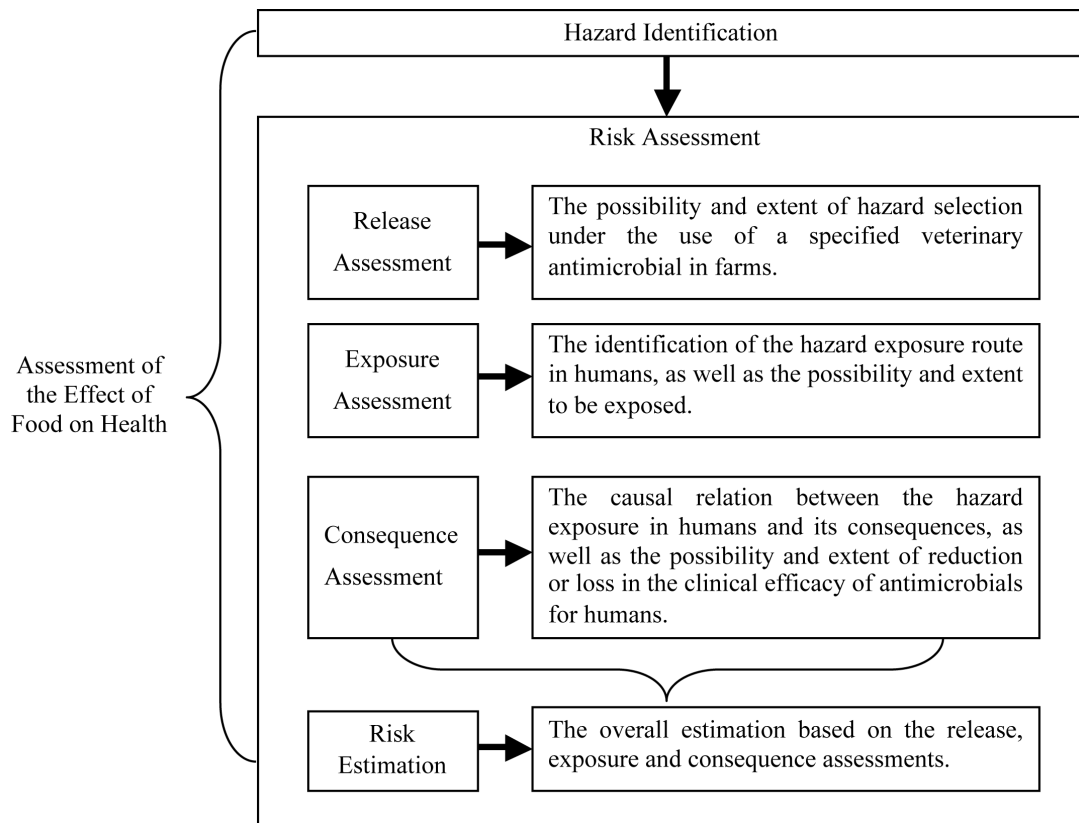 Hazard Identification
Risk Assessment
Release
Assessment
The possibility and extent of hazard selection
under the use of a specified veterinary
antimicrobial in farms.
Exposure
Assessment
The identification of the hazard exposure route
in humans, as well as the possibility and extent
to be exposed.
Assessment of
the Effect of
Food on Health
Consequence
Assessment
The causal relation between the hazard
exposure in humans and its consequences, as
well as the possibility and extent of reduction
or loss in the clinical efficacy of antimicrobials
for humans.
Risk
Estimation
The overall estimation based on the release,
exposure and consequence assessments.